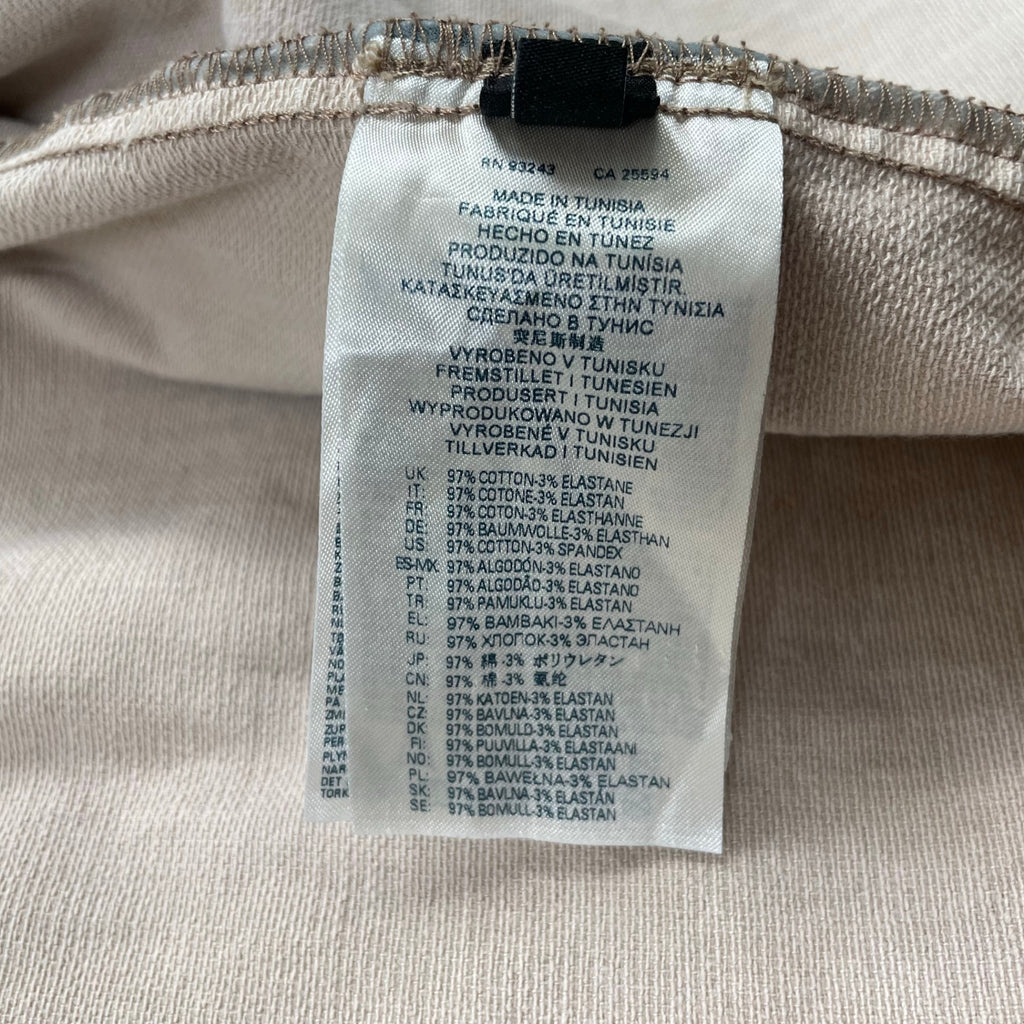 RN 93243 CA 25594
MADE IN TUNISIA
FABRIQUÉ EN TUNISIE
HECHO EN TÚNEZ
PRODUZIDO NA TUNÍSIA
TUNUS'DA ÜRETİLMİŞTİR.
ΚΑΤΑΣΚΕΥΑΣΜΕΝΟ ΣΤΗΝ ΤΥΝΙΣΙΑ
СДЕЛАНО В ТУНИС
突尼斯制造
VYROBENO V TUNISKU
FREMSTILLET I TUNESIEN
PRODUSERT I TUNISIA
WYPRODUKOWANO W TUNEZJI
VYROBENÉ V TUNISKU
TILLVERKAD I TUNISIEN
UK: 97% COTTON-3% ELASTANE
IT: 97% COTONE-3% ELASTAN
FR: 97% COTON-3% ELASTHANNE
DE: 97% BAUMWOLLE-3% ELASTHAN
US: 97% COTTON-3% SPANDEX
ES-MX: 97% ALGODÓN-3% ELASTANO
PT: 97% ALGODÃO-3% ELASTANO
TR: 97% PAMUKLU-3% ELASTAN
EL: 97% ΒΑΜΒΑΚΙ-3% ΕΛΑΣΤΑΝΗ
RU: 97% ХЛОПОК-3% ЭЛАСТАН
JP: 97% 綿-3% ポリウレタン
CN: 97% 棉-3% 氨纶
NL: 97% KATOEN-3% ELASTAN
CZ: 97% BAVLNA-3% ELASTAN
DK: 97% BOMULD-3% ELASTAN
FI: 97% PUUVILLA-3% ELASTAANI
NO: 97% BOMULL-3% ELASTAN
PL: 97% BAWEŁNA-3% ELASTAN
SK: 97% BAVLNA-3% ELASTÁN
SE: 97% BOMULL-3% ELASTAN